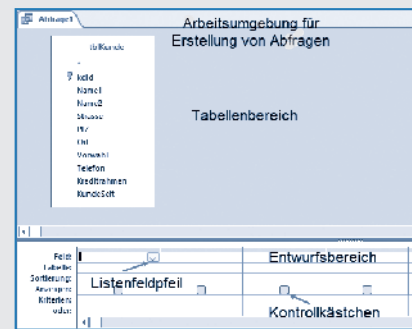 Abfrage1
Arbeitsumgebung für
Erstellung von Abfragen
tblKunde
*
kdId
Name1
Name2
Strasse
PLZ
Ort
Vorwahl
Telefon
Kreditrahmen
KundeSeit
Tabellenbereich
Feld:
Tabelle:
Sortierung:
Anzeigen:
Kriterien:
oder:
Entwurfsbereich
Listenfeldpfeil
Kontrollkästchen